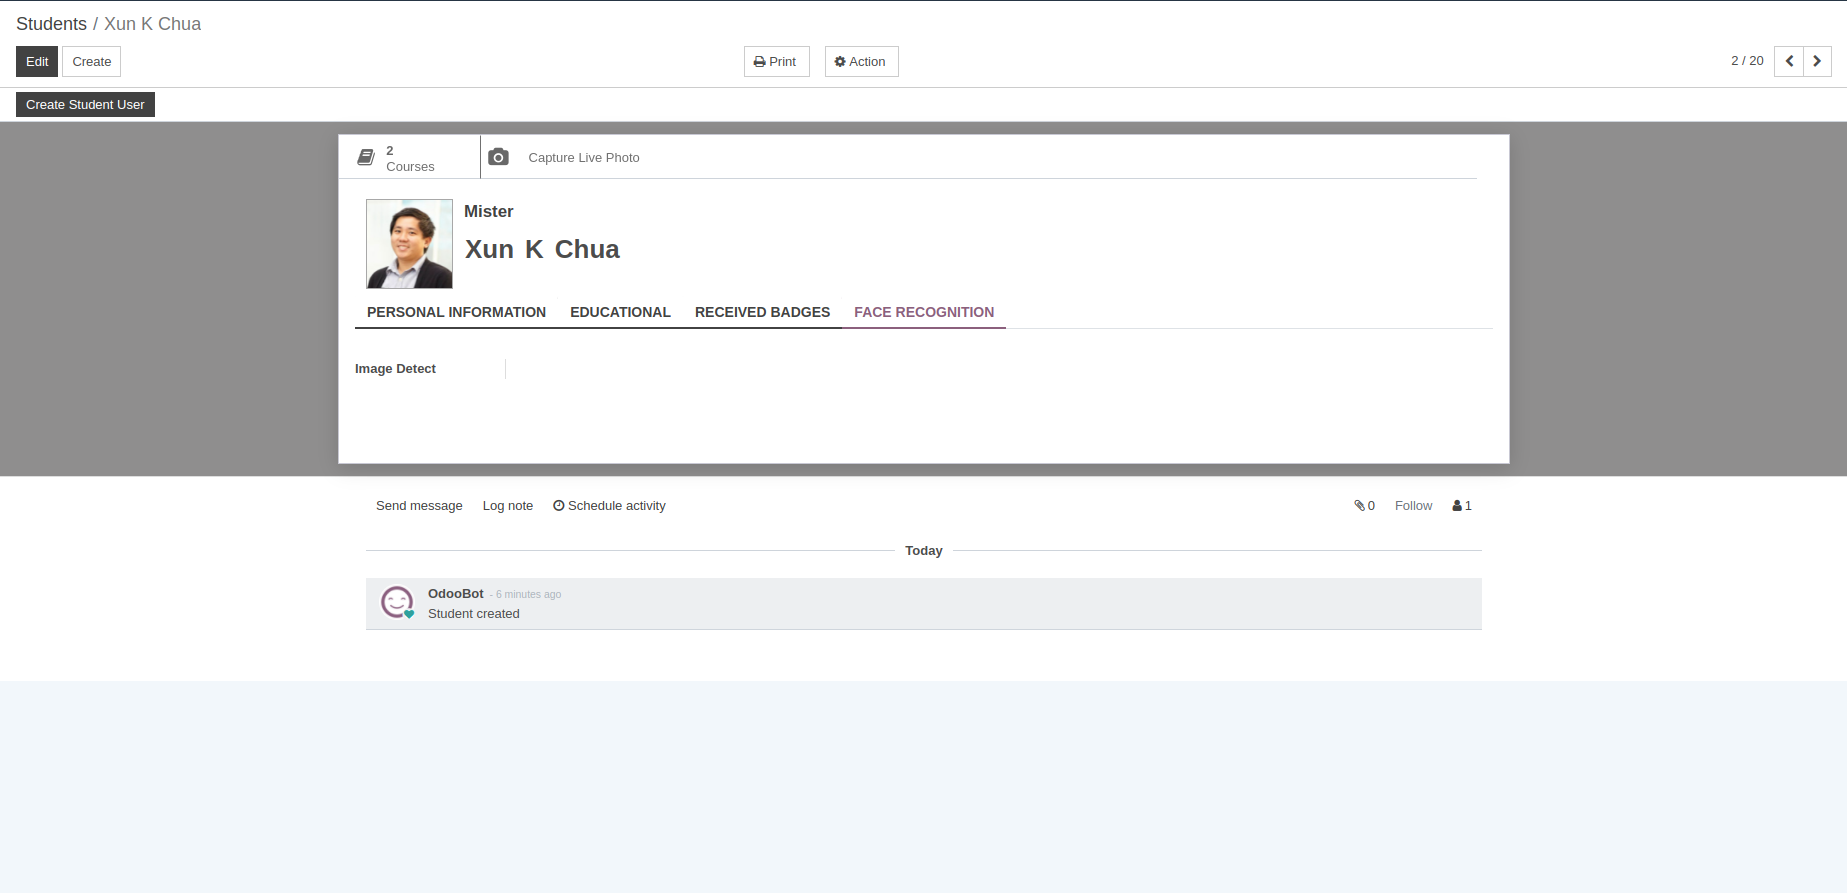 Students / Xun K Chua
Edit Create Print Action 2 / 20
Create Student User
2
Courses
Capture Live Photo
Mister
Xun K Chua
PERSONAL INFORMATION EDUCATIONAL RECEIVED BADGES FACE RECOGNITION
Image Detect
Send message Log note Schedule activity 0 Follow 1
Today
OdooBot - 6 minutes ago
Student created